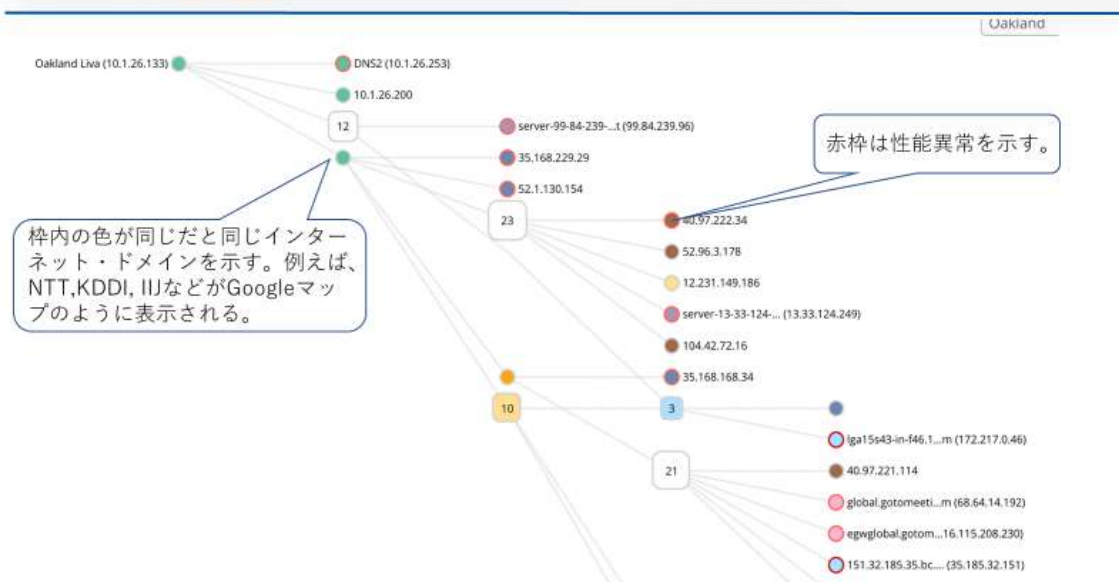 Oakland
Oakland Liva (10.1.26.133)
DNS2 (10.1.26.253)
10.1.26.200
12
server-99-84-239-...t (99.84.239.96)
赤枠は性能異常を示す。
35.168.229.29
52.1.130.154
23
40.97.222.34
枠内の色が同じだと同じインター
ネット・ドメインを示す。例えば、
NTT,KDDI, IIJなどがGoogleマッ
プのように表示される。
52.96.3.178
12.231.149.186
server-13-33-124-... (13.33.124.249)
104.42.72.16
35.168.168.34
10
3
lga15s43-in-f46.1...m (172.217.0.46)
21
40.97.221.114
global.gotomeeti...m (68.64.14.192)
egwglobal.gotom...16.115.208.230)
151.32.185.35.bc.... (35.185.32.151)